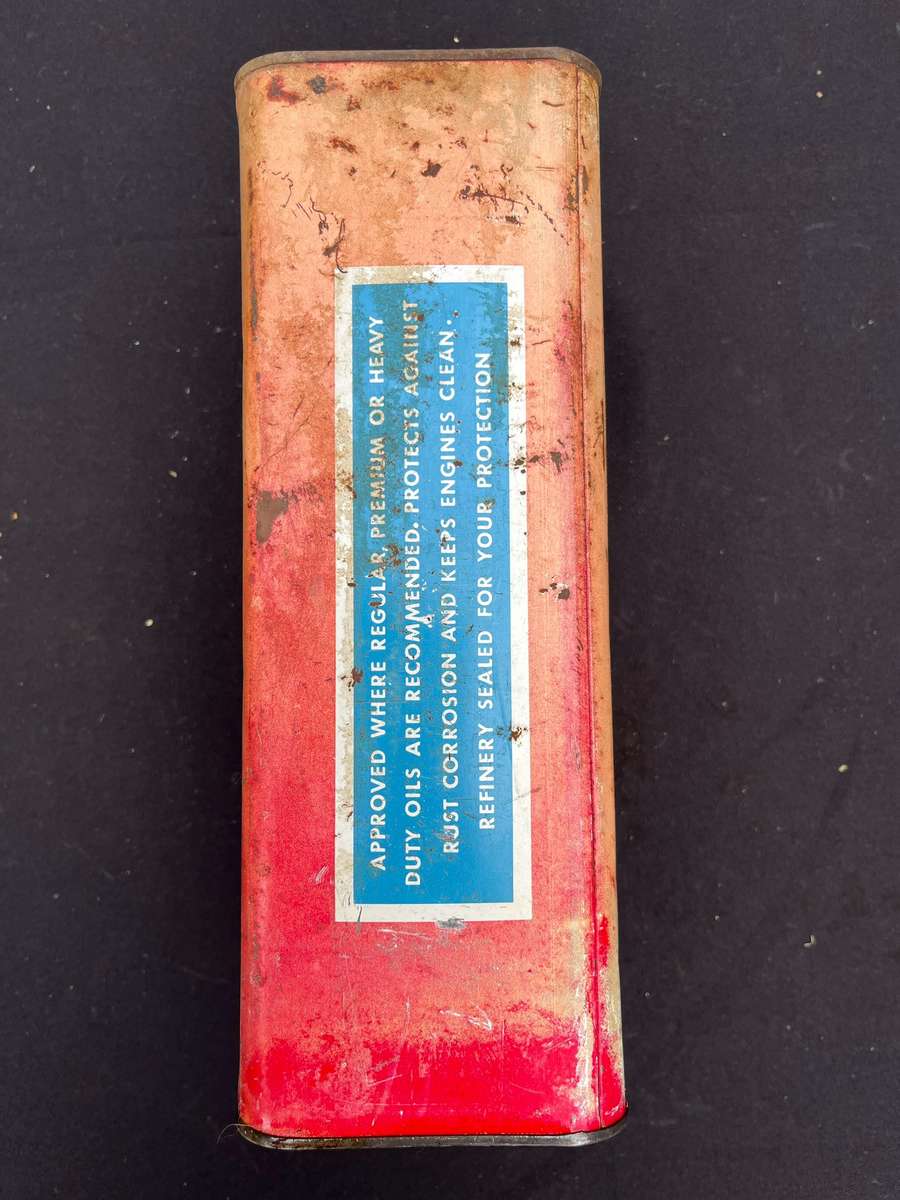 APPROVED WHERE REGULAR, PREMIUM OR HEAVY
DUTY OILS ARE RECOMMENDED. PROTECTS AGAINST
RUST CORROSION AND KEEPS ENGINES CLEAN.
REFINERY SEALED FOR YOUR PROTECTION